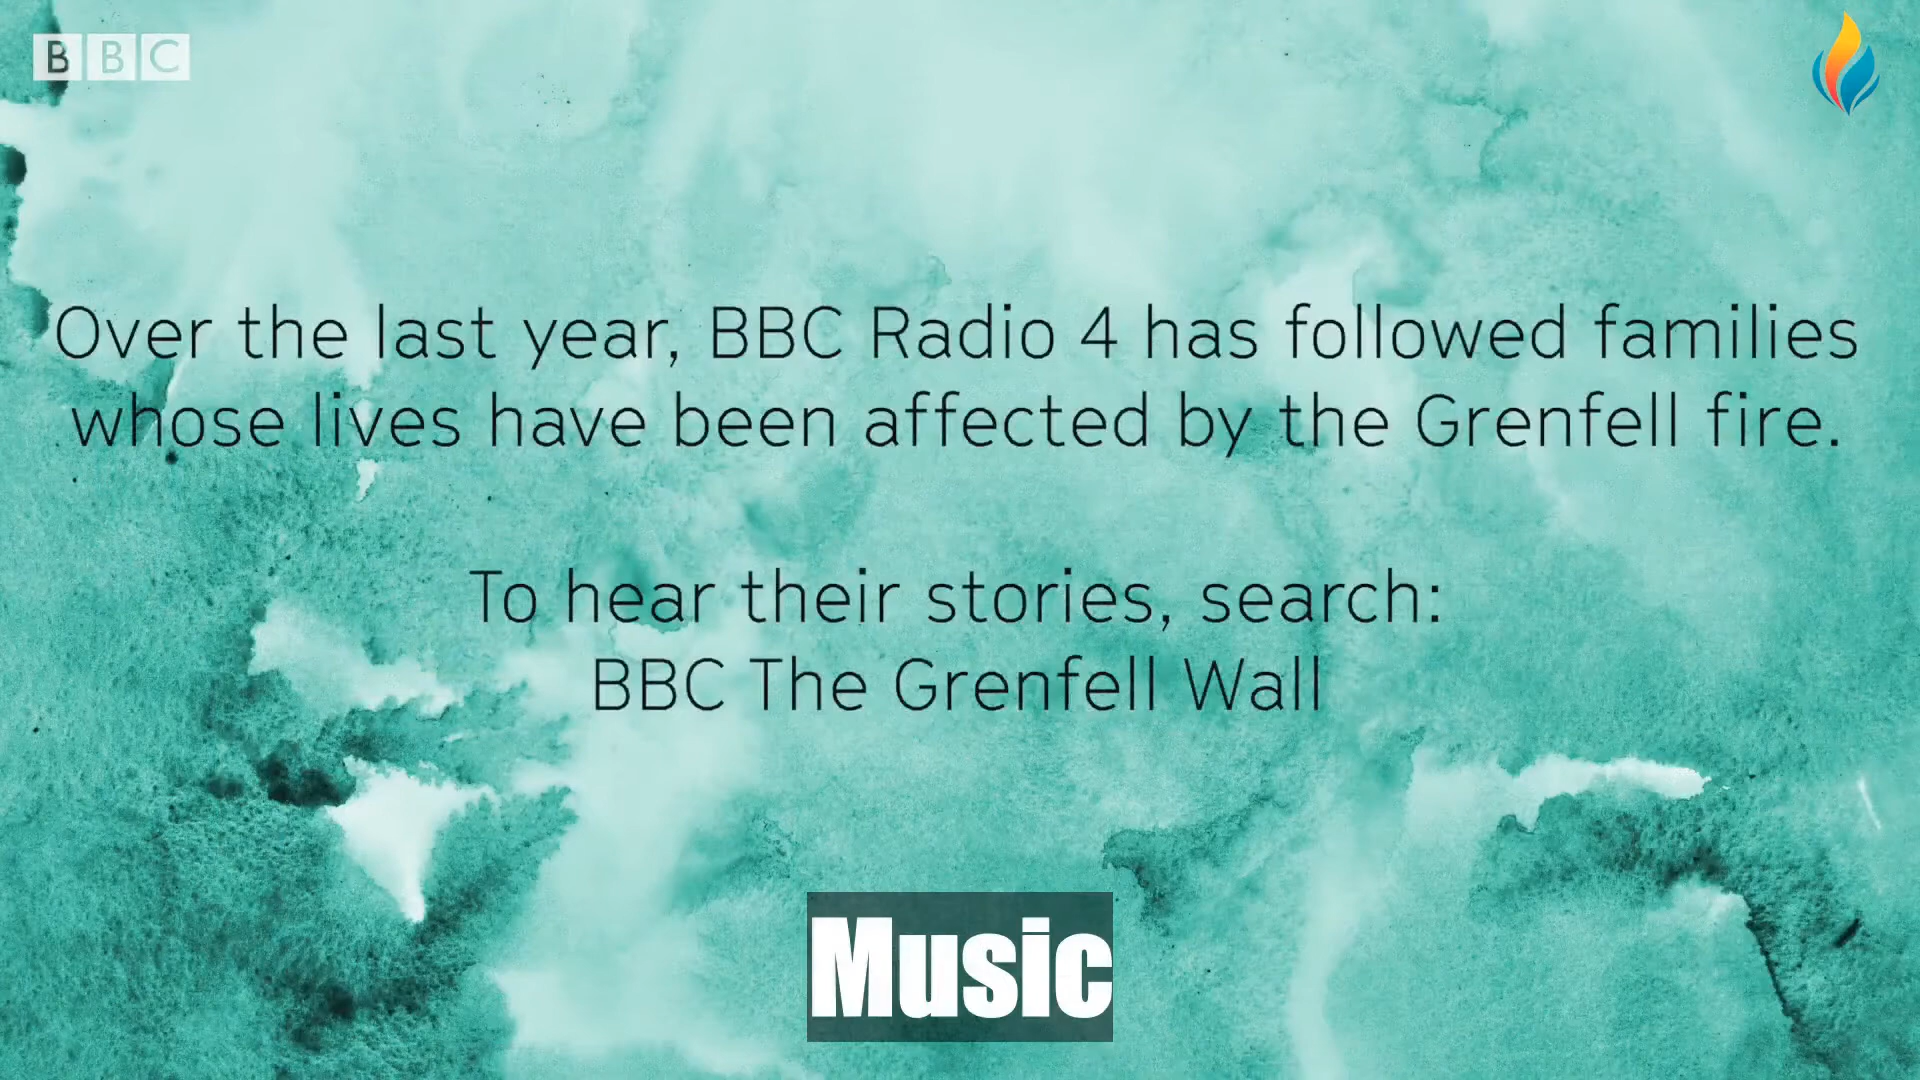 BBC
Over the last year, BBC Radio 4 has followed families
whose lives have been affected by the Grenfell fire.
To hear their stories, search:
BBC The Grenfell Wall
Music